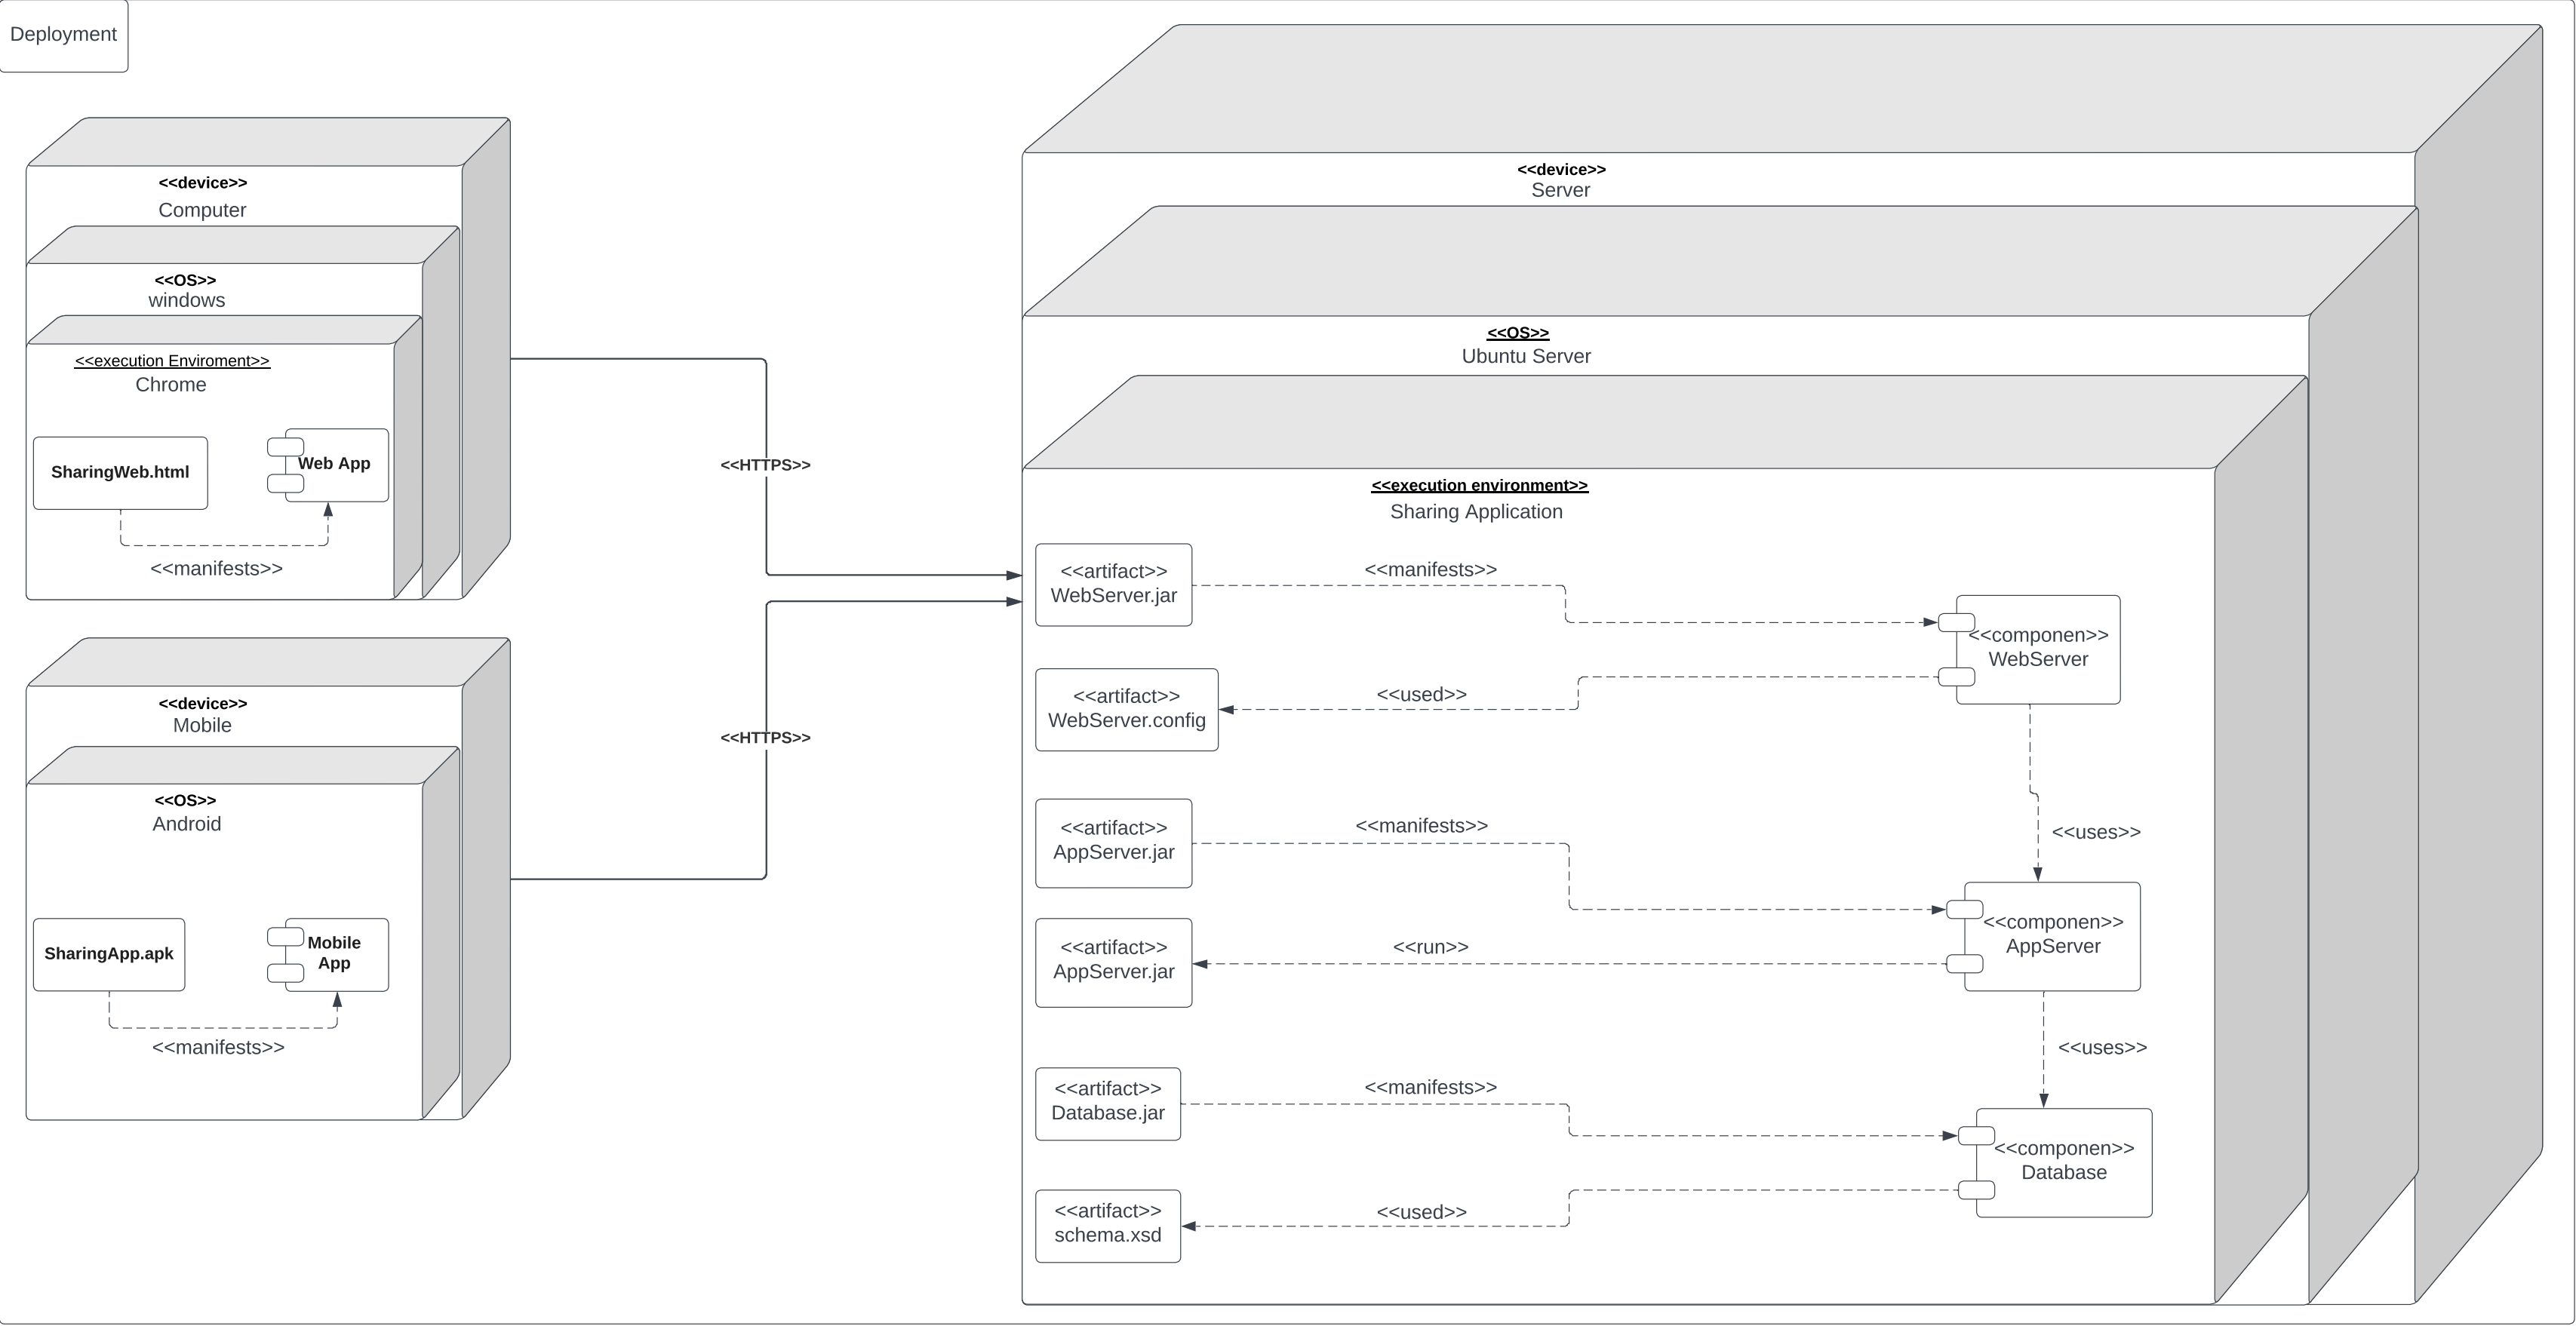 Deployment
<<device>>
Computer
<<OS>>
windows
<<execution Enviroment>>
Chrome
SharingWeb.html
Web App
<<manifests>>
<<device>>
Mobile
<<OS>>
Android
SharingApp.apk
Mobile
App
<<manifests>>
<<HTTPS>>
<<HTTPS>>
<<device>>
Server
<<OS>>
Ubuntu Server
<<execution environment>>
Sharing Application
<<artifact>>
WebServer.jar
<<manifests>>
<<componen>>
WebServer
<<artifact>>
WebServer.config
<<used>>
<<uses>>
<<artifact>>
AppServer.jar
<<manifests>>
<<componen>>
AppServer
<<artifact>>
AppServer.jar
<<run>>
<<uses>>
<<artifact>>
Database.jar
<<manifests>>
<<componen>>
Database
<<artifact>>
schema.xsd
<<used>>